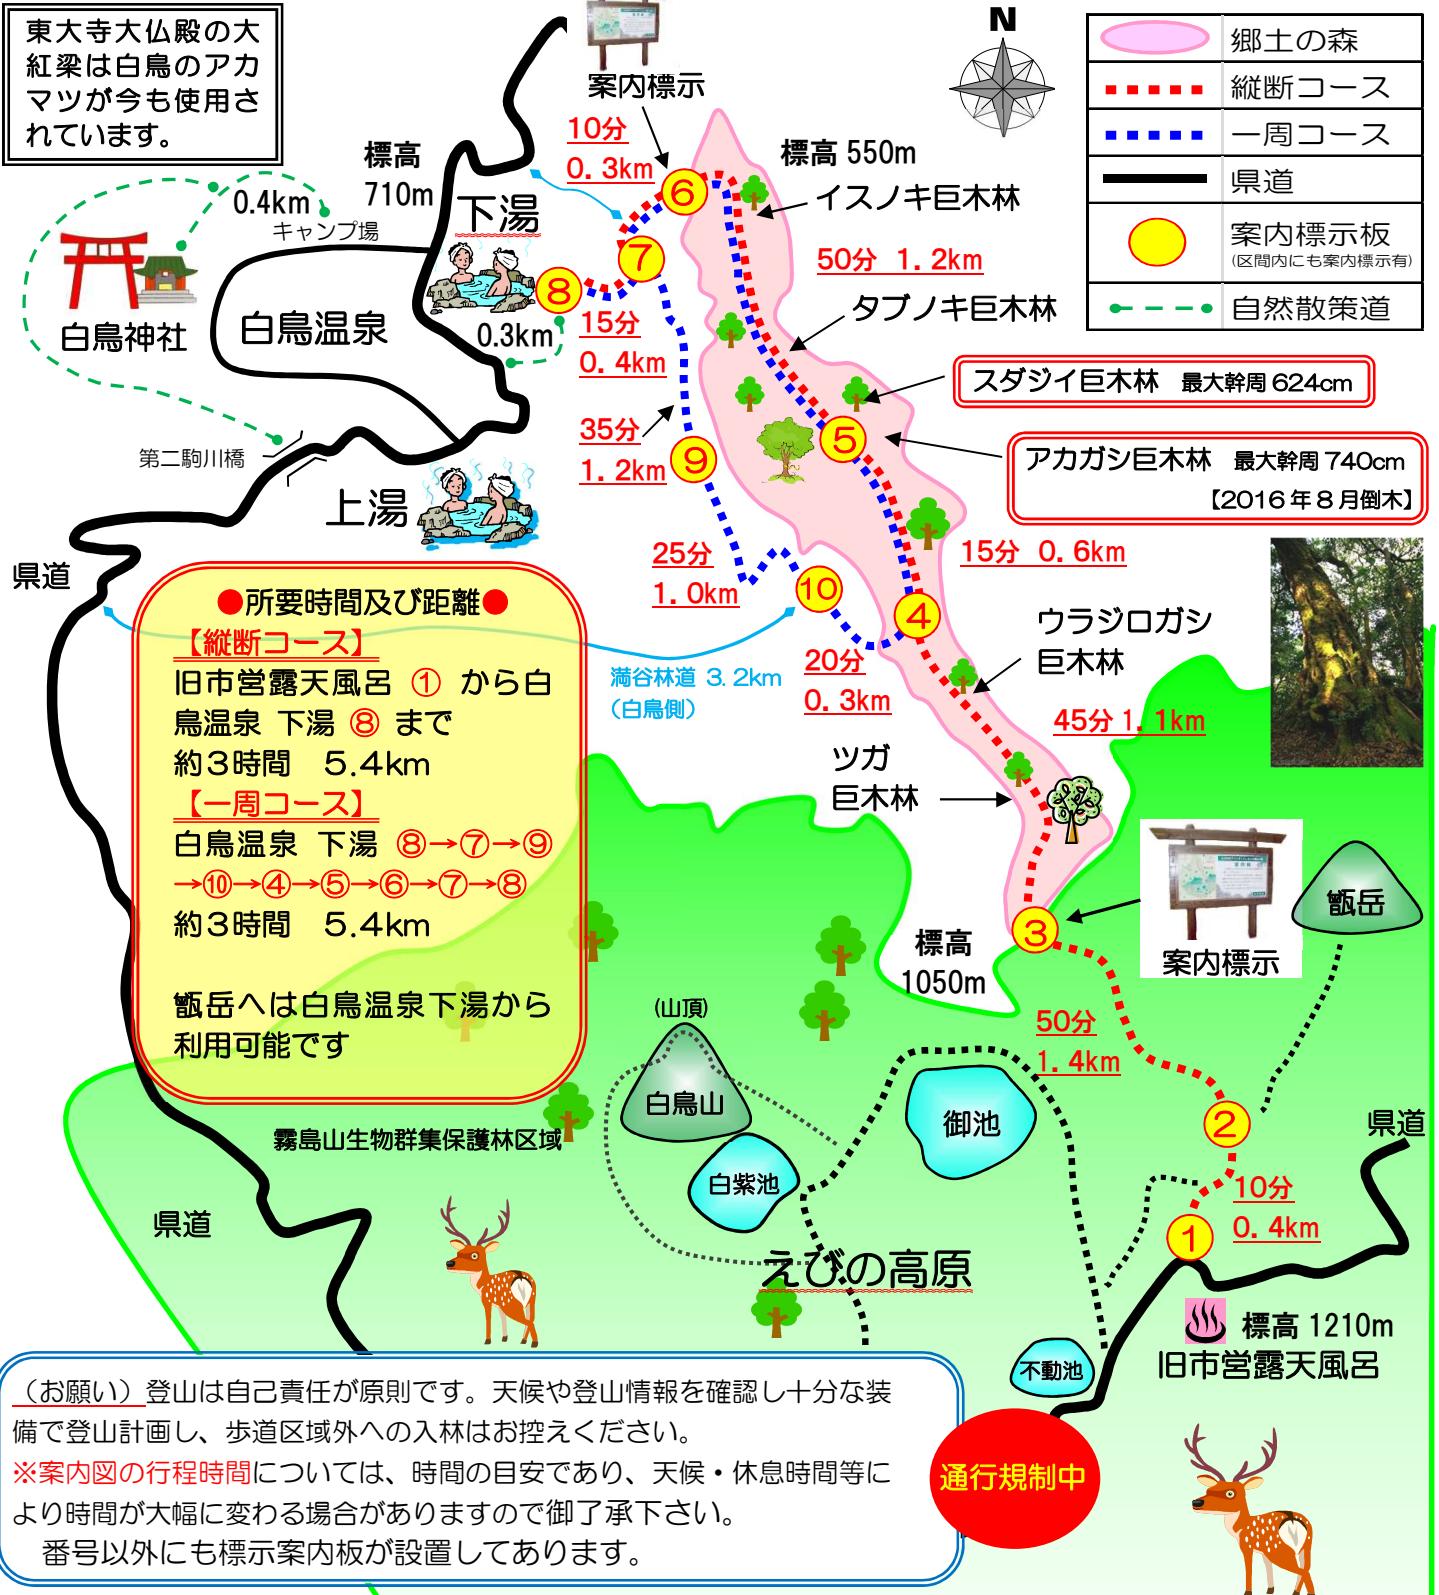 東大寺大仏殿の大
紅梁は白鳥のアカ
マツが今も使用さ
れています。
案内標示
N
郷土の森
縦断コース
一周コース
県道
案内標示板
(区間内にも案内標示有)
自然散策道
標高
710m
10分
0.3km
標高 550m
イスノキ巨木林
0.4km
キャンプ場
下湯
⑥
⑦
⑧
50分 1.2km
白鳥神社
白鳥温泉
0.3km
15分
0.4km
タブノキ巨木林
スダジイ巨木林 最大幹周 624cm
35分
1.2km
⑨
⑤
アカガシ巨木林 最大幹周 740cm
【2016年8月倒木】
第二駒川橋
上湯
県道
25分
1.0km
⑩
④
15分 0.6km
ウラジロガシ
巨木林
満谷林道 3.2km
(白鳥側)
20分
0.3km
45分 1.1km
ツガ
巨木林
●所要時間及び距離●
【縦断コース】
旧市営露天風呂 ① から白
鳥温泉 下湯 ⑧ まで
約3時間 5.4km
【一周コース】
白鳥温泉 下湯 ⑧→⑦→⑨
→⑩→④→⑤→⑥→⑦→⑧
約3時間 5.4km
甑岳へは白鳥温泉下湯から
利用可能です
標高
1050m
③
案内標示
甑岳
50分
1.4km
(山頂)
白鳥山
御池
白紫池
霧島山生物群集保護林区域
県道
②
県道
10分
0.4km
①
えびの高原
標高 1210m
旧市営露天風呂
不動池
通行規制中
(お願い)登山は自己責任が原則です。天候や登山情報を確認し十分な装
備で登山計画し、歩道区域外への入林はお控えください。
※案内図の行程時間については、時間の目安であり、天候・休息時間等に
より時間が大幅に変わる場合がありますので御了承下さい。
番号以外にも標示案内板が設置してあります。